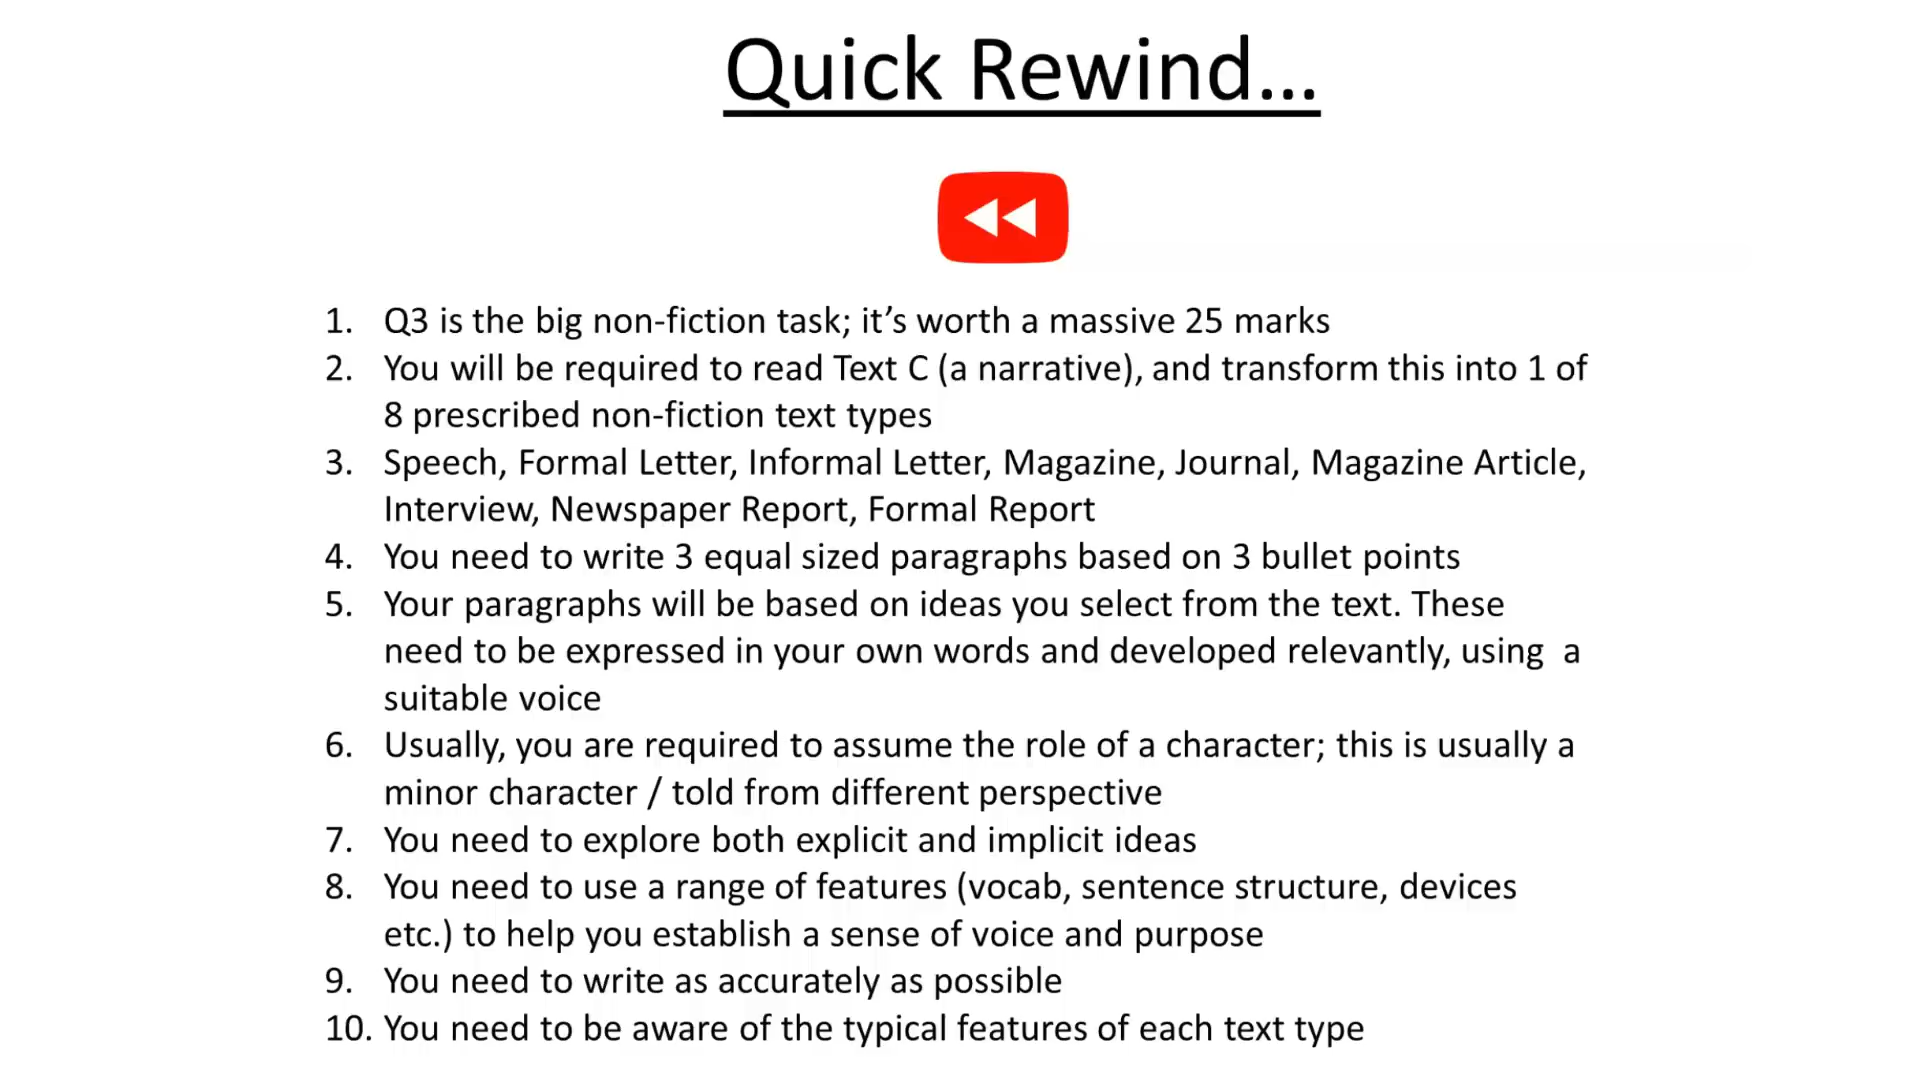 Quick Rewind...
1. Q3 is the big non-fiction task; it’s worth a massive 25 marks
2. You will be required to read Text C (a narrative), and transform this into 1 of
8 prescribed non-fiction text types
3. Speech, Formal Letter, Informal Letter, Magazine, Journal, Magazine Article,
Interview, Newspaper Report, Formal Report
4. You need to write 3 equal sized paragraphs based on 3 bullet points
5. Your paragraphs will be based on ideas you select from the text. These
need to be expressed in your own words and developed relevantly, using a
suitable voice
6. Usually, you are required to assume the role of a character; this is usually a
minor character / told from different perspective
7. You need to explore both explicit and implicit ideas
8. You need to use a range of features (vocab, sentence structure, devices
etc.) to help you establish a sense of voice and purpose
9. You need to write as accurately as possible
10. You need to be aware of the typical features of each text type